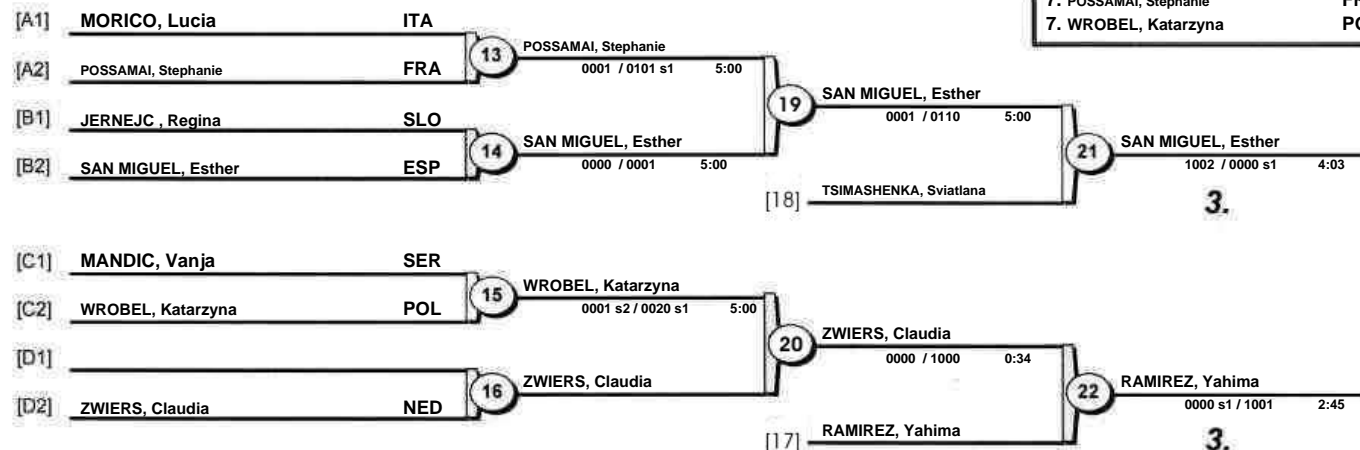 7. POSSAMAI, Stephanie
7. WROBEL, Katarzyna
[A1] MORICO, Lucia ITA
[A2] POSSAMAI, Stephanie FRA
13 POSSAMAI, Stephanie
0001 / 0101 s1 5:00
[B1] JERNEJC , Regina SLO
[B2] SAN MIGUEL, Esther ESP
14 SAN MIGUEL, Esther
0000 / 0001 5:00
19 SAN MIGUEL, Esther
0001 / 0110 5:00
[18] TSIMASHENKA, Sviatlana
21 SAN MIGUEL, Esther
1002 / 0000 s1 4:03
3.
[C1] MANDIC, Vanja SER
[C2] WROBEL, Katarzyna POL
15 WROBEL, Katarzyna
0001 s2 / 0020 s1 5:00
[D1]
[D2] ZWIERS, Claudia NED
16 ZWIERS, Claudia
20 ZWIERS, Claudia
0000 / 1000 0:34
[17] RAMIREZ, Yahima
22 RAMIREZ, Yahima
0000 s1 / 1001 2:45
3.